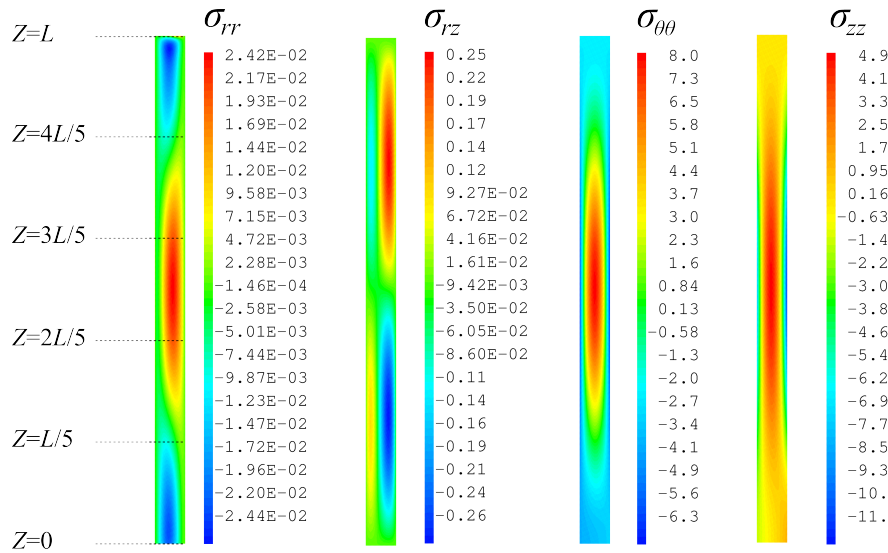 σrr
σrz
σθθ
σzz
Z=L
Z=4L/5
Z=3L/5
Z=2L/5
Z=L/5
Z=0
2.42E-02
2.17E-02
1.93E-02
1.69E-02
1.44E-02
1.20E-02
9.58E-03
7.15E-03
4.72E-03
2.28E-03
-1.46E-04
-2.58E-03
-5.01E-03
-7.44E-03
-9.87E-03
-1.23E-02
-1.47E-02
-1.72E-02
-1.96E-02
-2.20E-02
-2.44E-02
0.25
0.22
0.19
0.17
0.14
0.12
9.27E-02
6.72E-02
4.16E-02
1.61E-02
-9.42E-03
-3.50E-02
-6.05E-02
-8.60E-02
-0.11
-0.14
-0.16
-0.19
-0.21
-0.24
-0.26
8.0
7.3
6.5
5.8
5.1
4.4
3.7
3.0
2.3
1.6
0.84
0.13
-0.58
-1.3
-2.0
-2.7
-3.4
-4.1
-4.9
-5.6
-6.3
4.9
4.1
3.3
2.5
1.7
0.95
0.16
-0.63
-1.4
-2.2
-3.0
-3.8
-4.6
-5.4
-6.2
-6.9
-7.7
-8.5
-9.3
-10.
-11.